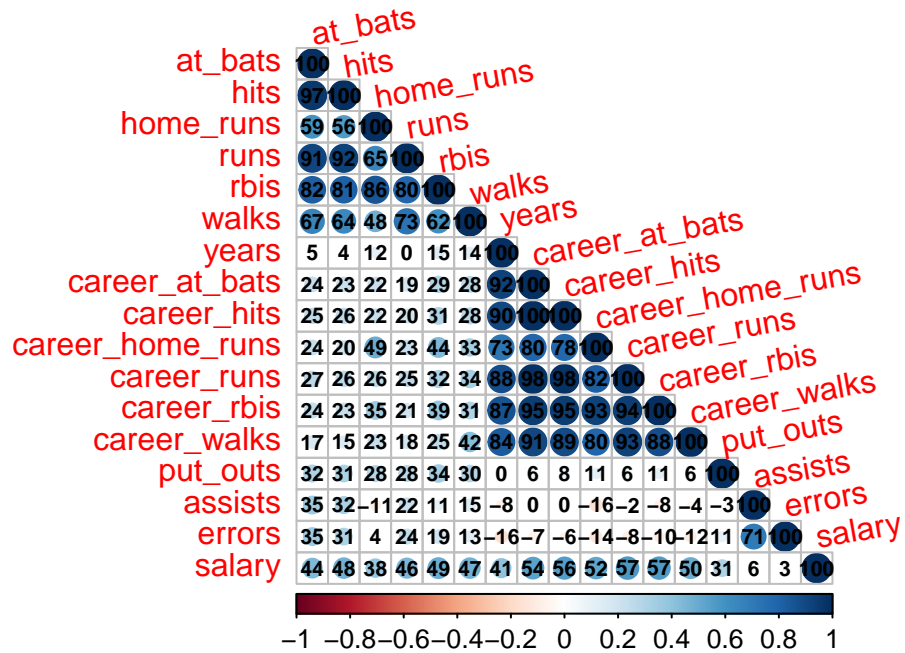 at_bats
at_bats 100 hits
hits 97 100 home_runs
home_runs 59 56 100 runs
runs 91 92 65 100 rbis
rbis 82 81 86 80 100 walks
walks 67 64 48 73 62 100 years
years 5 4 12 0 15 14 100 career_at_bats
career_at_bats 24 23 22 19 29 28 92 100 career_hits
career_hits 25 26 22 20 31 28 90 100 100 career_home_runs
career_home_runs 24 20 49 23 44 33 73 80 78 100 career_runs
career_runs 27 26 26 25 32 34 88 98 98 82 100 career_rbis
career_rbis 24 23 35 21 39 31 87 95 95 93 94 100 career_walks
career_walks 17 15 23 18 25 42 84 91 89 80 93 88 100 put_outs
put_outs 32 31 28 28 34 30 0 6 8 11 6 11 6 100 assists
assists 35 32 −11 22 11 15 −8 0 0 −16 −2 −8 −4 −3 100 errors
errors 35 31 4 24 19 13 −16 −7 −6 −14 −8 −10 −12 11 71 100 salary
salary 44 48 38 46 49 47 41 54 56 52 57 57 50 31 6 3 100
−1 −0.8 −0.6 −0.4 −0.2 0 0.2 0.4 0.6 0.8 1